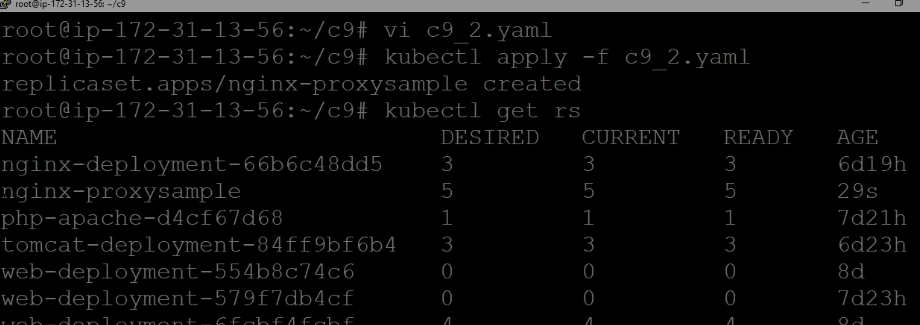 root@ip-172-31-13-56: ~/c9
root@ip-172-31-13-56:~/c9# vi c9_2.yaml
root@ip-172-31-13-56:~/c9# kubectl apply -f c9_2.yaml
replicaset.apps/nginx-proxysample created
root@ip-172-31-13-56:~/c9# kubectl get rs
NAME DESIRED CURRENT READY AGE
nginx-deployment-66b6c48dd5 3 3 3 6d19h
nginx-proxysample 5 5 5 29s
php-apache-d4cf67d68 1 1 1 7d21h
tomcat-deployment-84ff9bf6b4 3 3 3 6d23h
web-deployment-554b8c74c6 0 0 0 8d
web-deployment-579f7db4cf 0 0 0 7d23h
4 4 4 8d